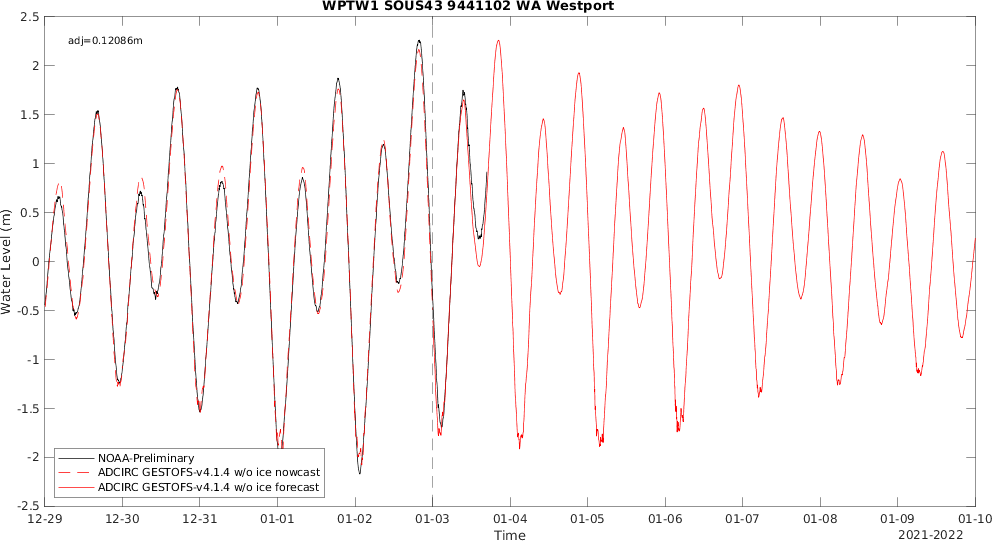 WPTW1 SOUS43 9441102 WA Westport
adj=0.12086m
2.5
2
1.5
1
0.5
0
-0.5
-1
-1.5
-2
-2.5
Water Level (m)
NOAA-Preliminary
ADCIRC GESTOFS-v4.1.4 w/o ice nowcast
ADCIRC GESTOFS-v4.1.4 w/o ice forecast
12-29 12-30 12-31 01-01 01-02 01-03 01-04 01-05 01-06 01-07 01-08 01-09 01-10
Time
2021-2022